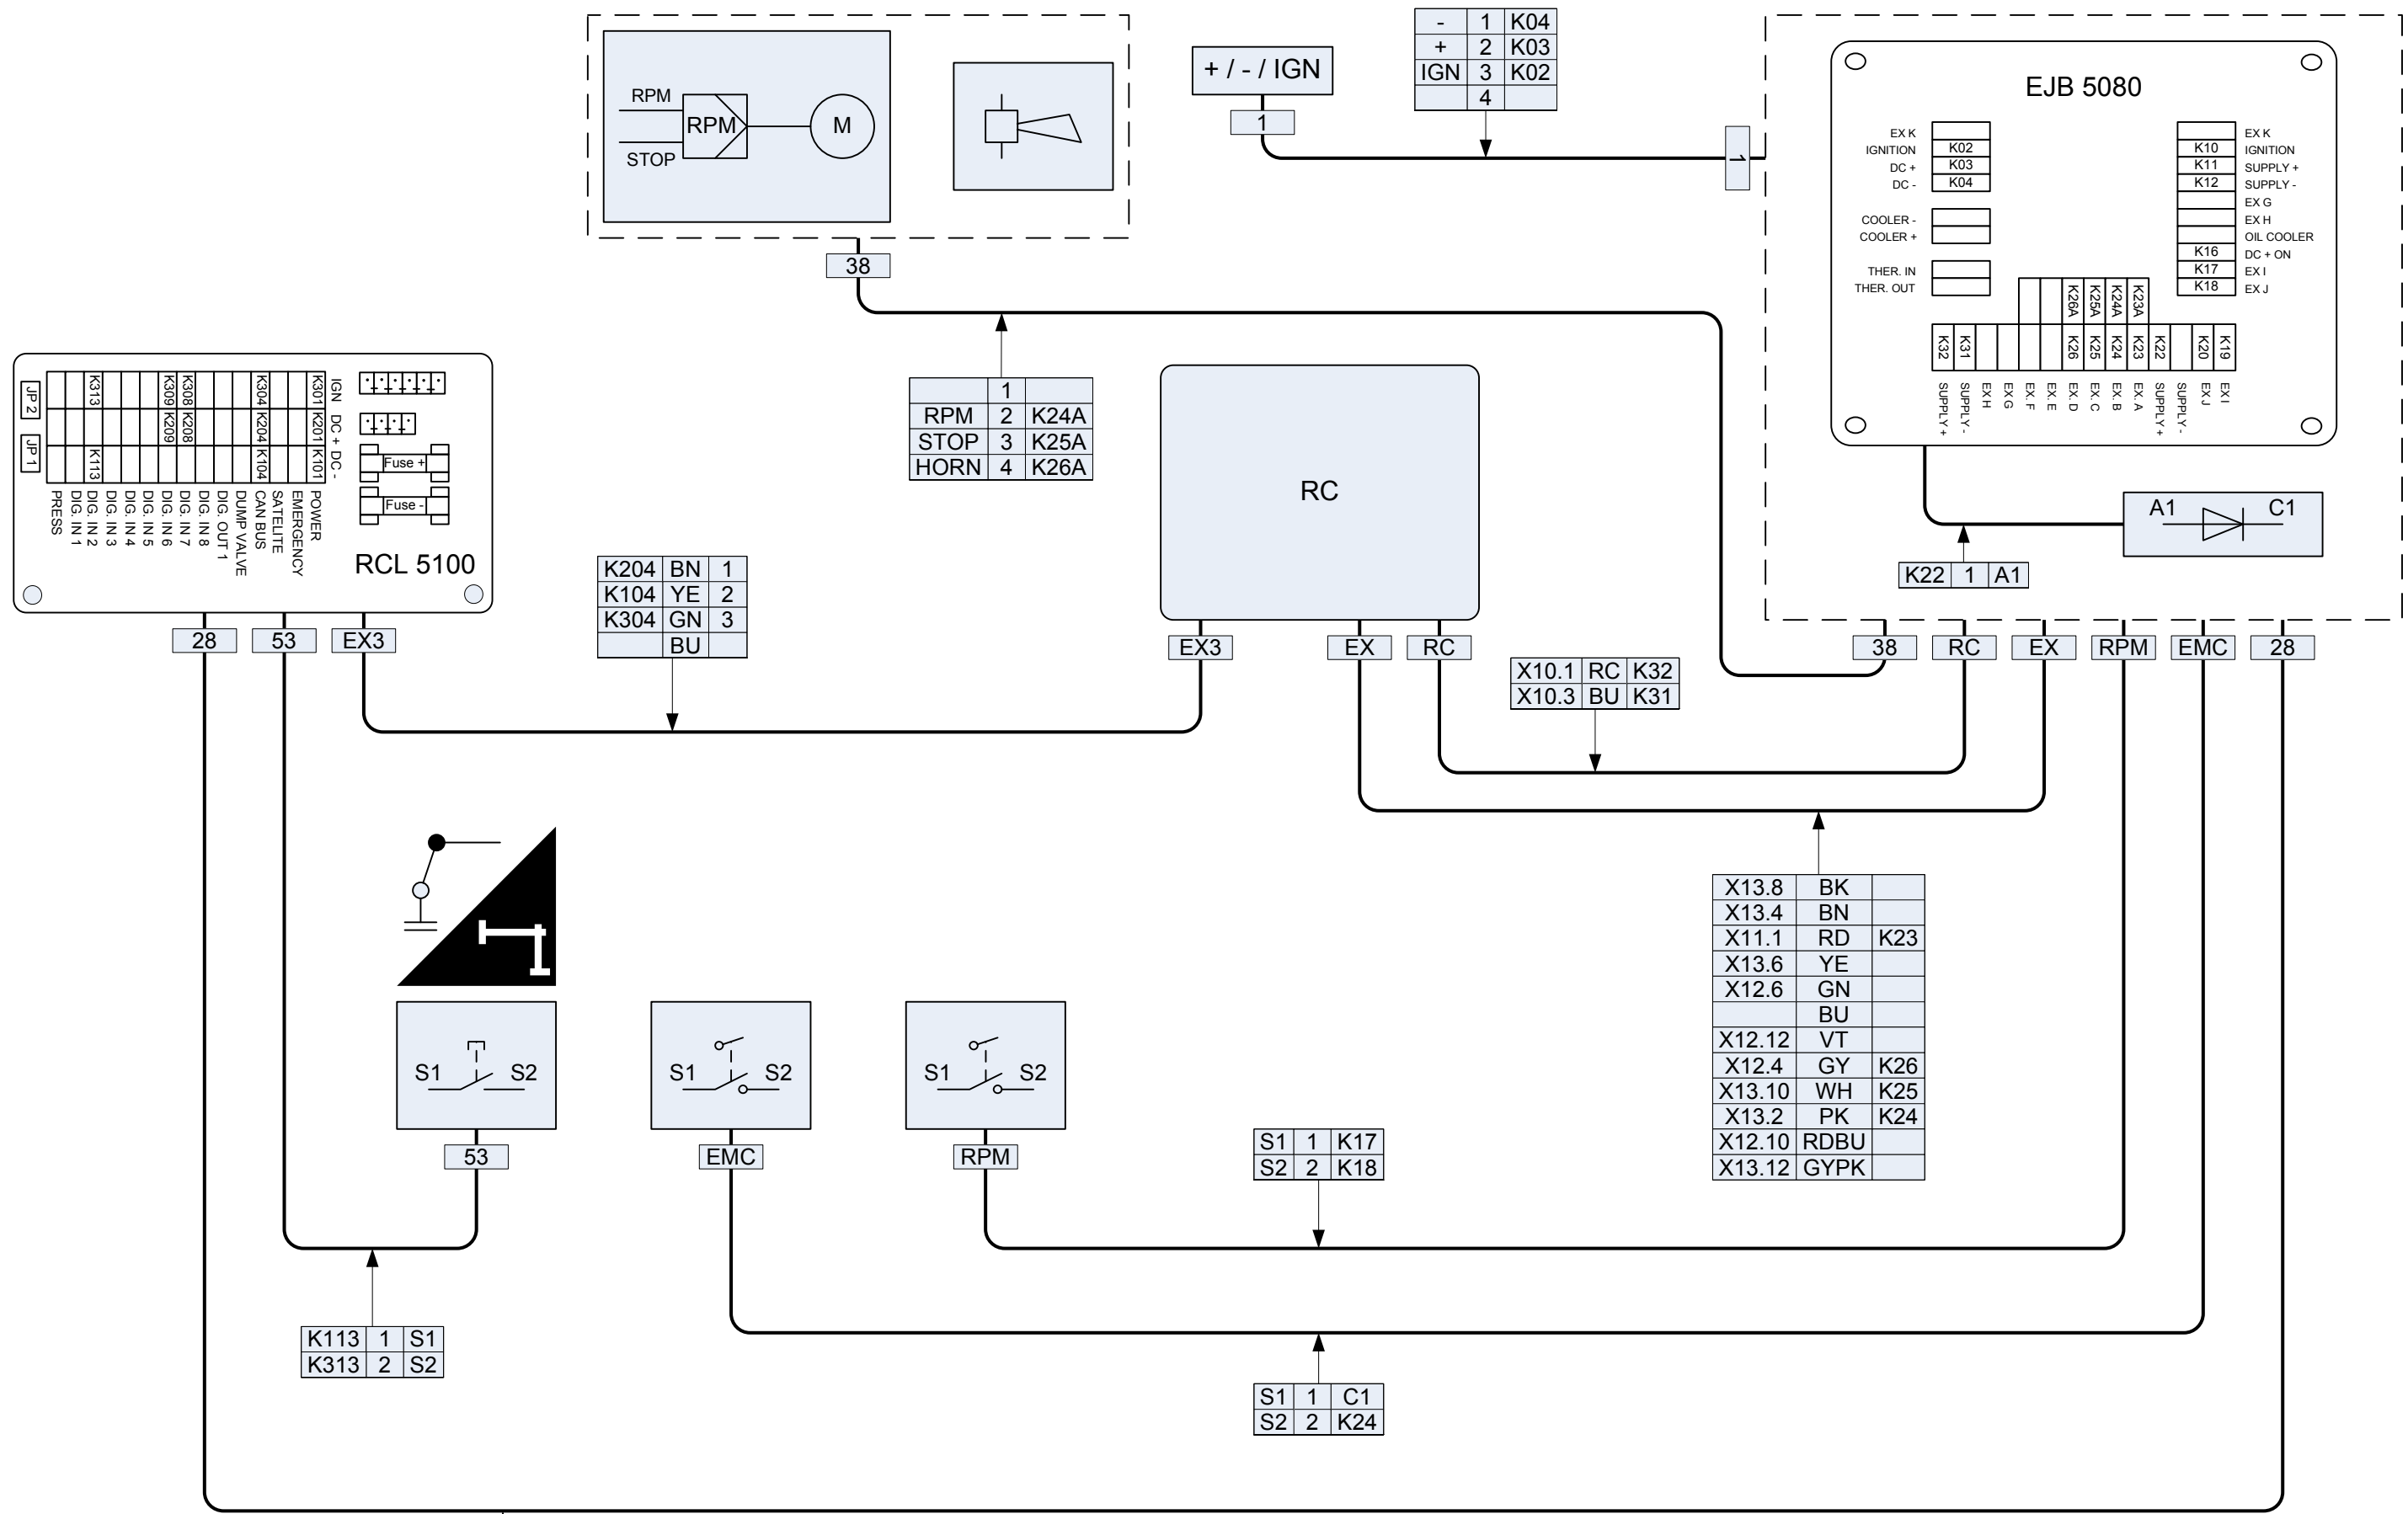 RPM
STOP
RPM
M
38
+ / - / IGN
1
- 1 K04
+ 2 K03
IGN 3 K02
4
1
EJB 5080
EX K
IGNITION K02
DC + K03
DC - K04
COOLER -
COOLER +
THER. IN
THER. OUT
EX K
K10 IGNITION
K11 SUPPLY +
K12 SUPPLY -
EX G
EX H
OIL COOLER
K16 DC + ON
K17 EX I
K18 EX J
K26A K25A K24A K23A
K32 K31 K26 K25 K24 K23 K22 K20 K19
SUPPLY +
SUPPLY -
EX H
EX G
EX. F
EX. E
EX. D
EX. C
EX. B
EX. A
SUPPLY +
SUPPLY -
EX J
EX I
A1 C1
K22 1 A1
38 RC EX RPM EMC 28
1
RPM 2 K24A
STOP 3 K25A
HORN 4 K26A
JP 2
JP 1
K313 K309 K308 K304 K301
K209 K208 K204 K201
K113 K104 K101
IGN
DC +
DC -
Fuse +
Fuse -
PRESS
DIG. IN 1
DIG. IN 2
DIG. IN 3
DIG. IN 4
DIG. IN 5
DIG. IN 6
DIG. IN 7
DIG. IN 8
DIG. OUT 1
DUMP VALVE
CAN BUS
SATELITE
EMERGENCY
POWER
RCL 5100
28 53 EX3
K204 BN 1
K104 YE 2
K304 GN 3
BU
RC
EX3 EX RC
X10.1 RC K32
X10.3 BU K31
X13.8 BK
X13.4 BN
X11.1 RD K23
X13.6 YE
X12.6 GN
BU
X12.12 VT
X12.4 GY K26
X13.10 WH K25
X13.2 PK K24
X12.10 RDBU
X13.12 GYPK
S1 S2
53
S1 S2
EMC
S1 S2
RPM
S1 1 K17
S2 2 K18
K113 1 S1
K313 2 S2
S1 1 C1
S2 2 K24